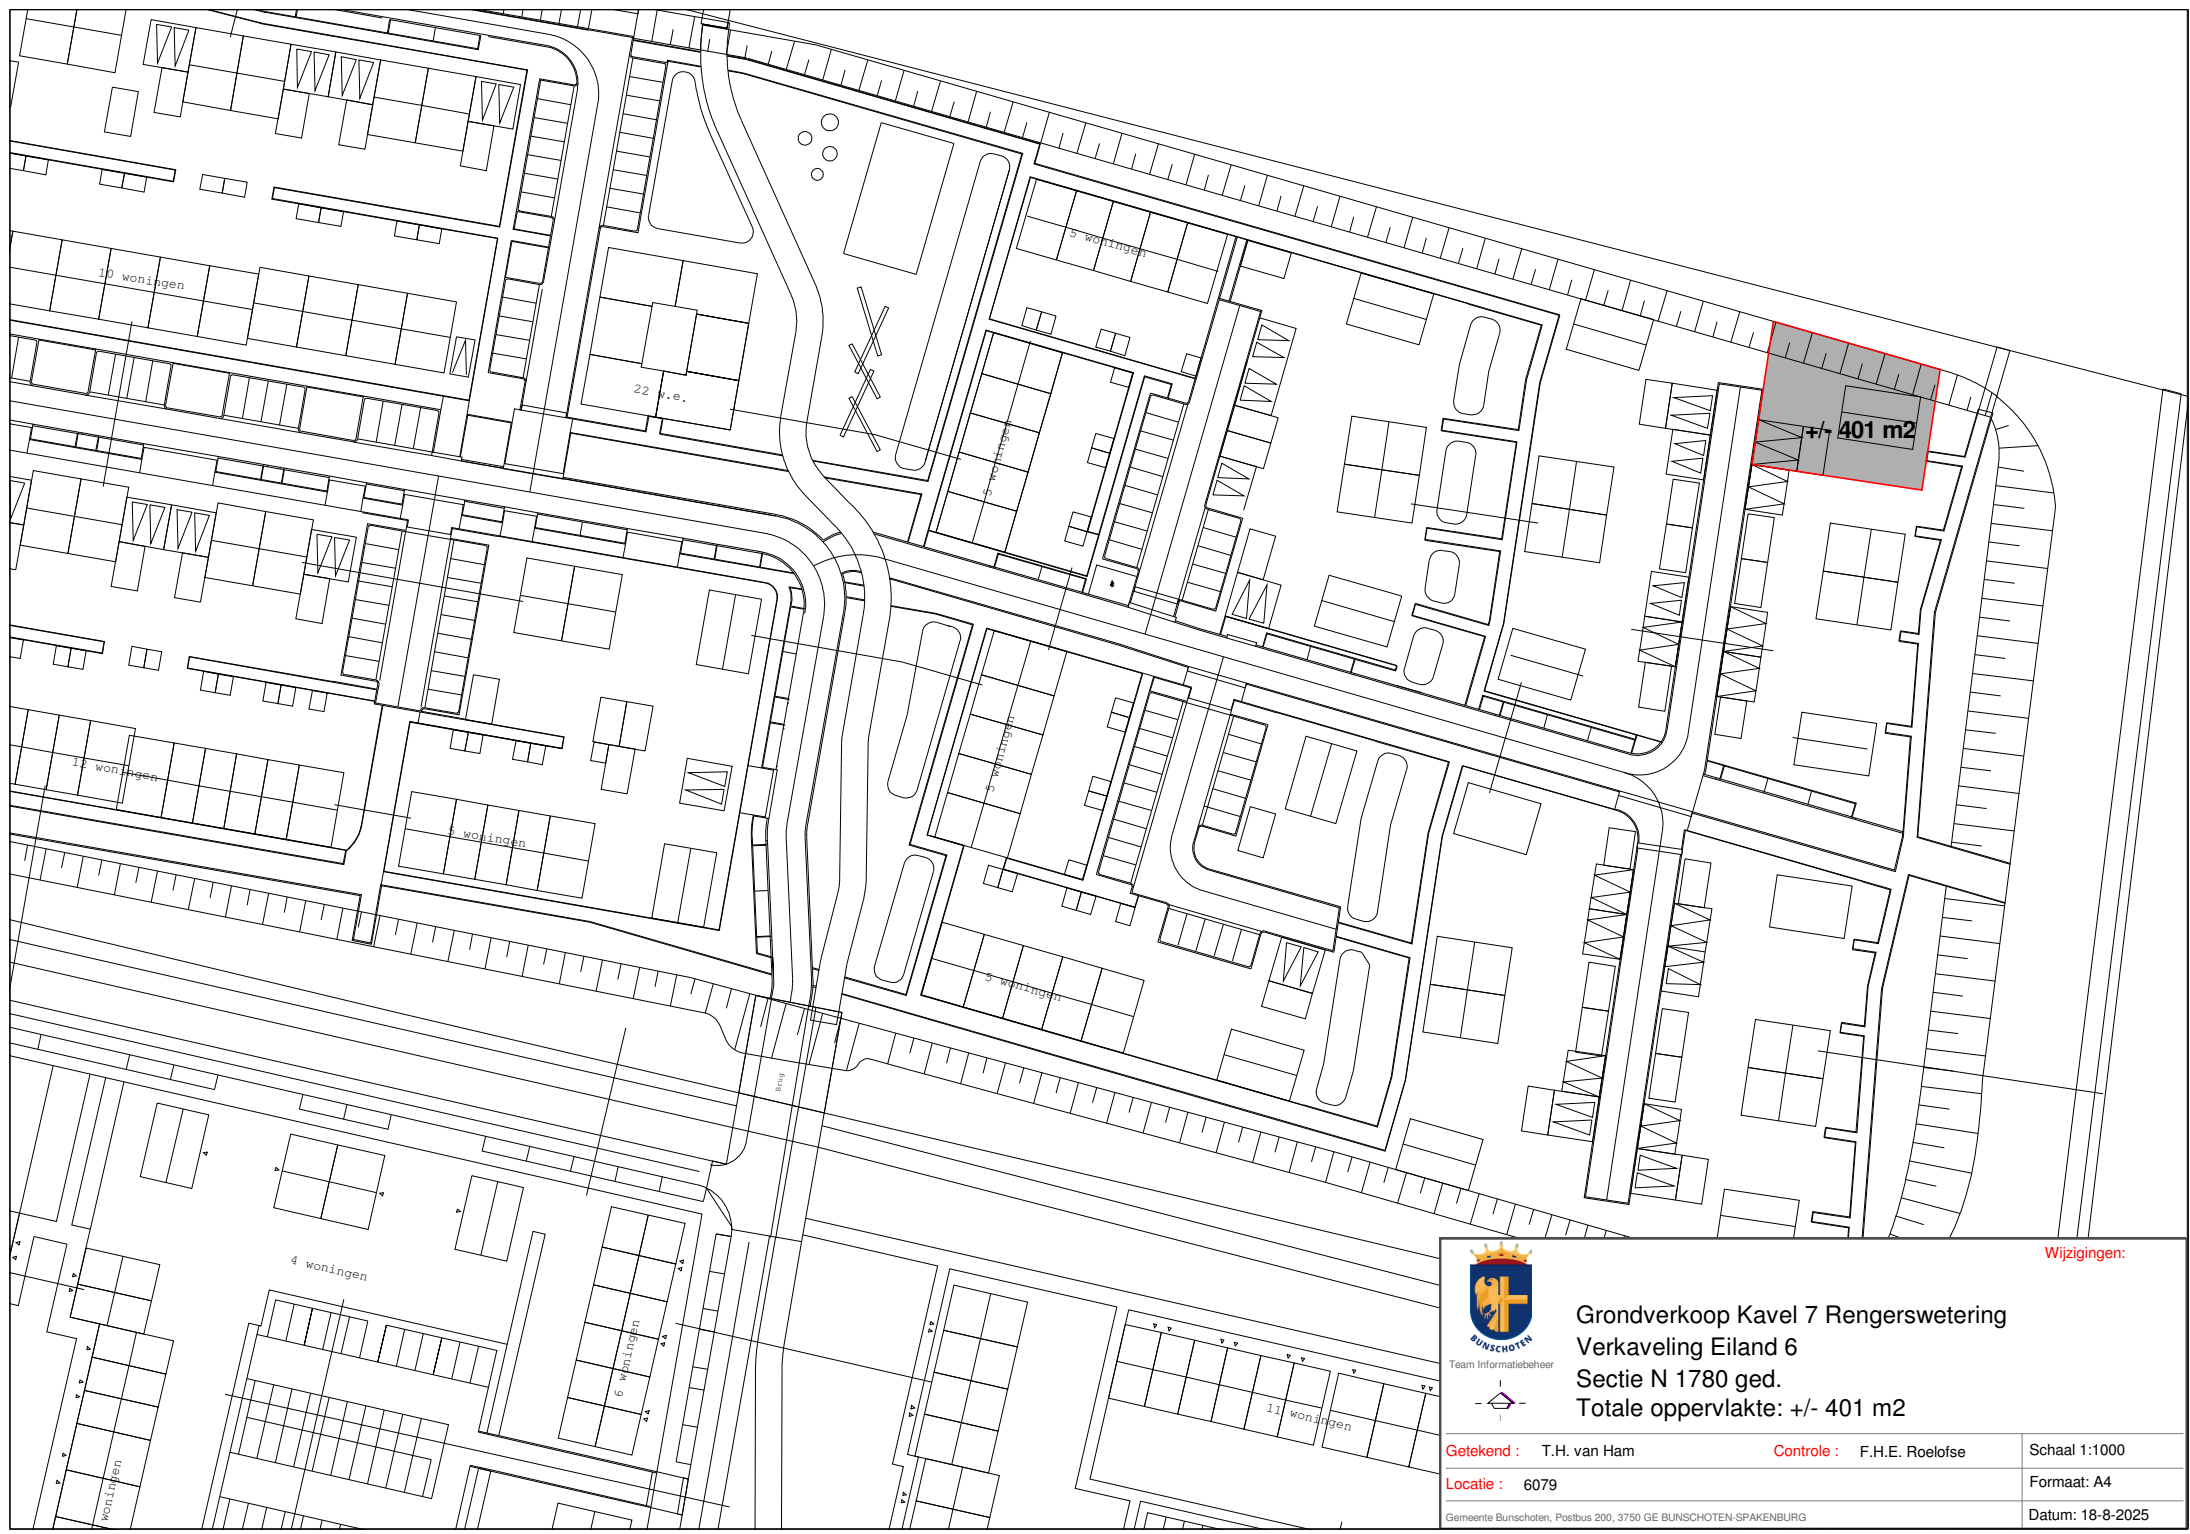 5 woningen
10 woningen
22 w.e.
+/- 401 m2
5 woningen
5 woningen
12 woningen
5 woningen
5 woningen
Brug
4 woningen
6 woningen
11 woningen
woningen
Wijzigingen:
BUNSCHOTEN
Team Informatiebeheer
Grondverkoop Kavel 7 Rengerswetering
Verkaveling Eiland 6
Sectie N 1780 ged.
Totale oppervlakte: +/- 401 m2
Getekend : T.H. van Ham Controle : F.H.E. Roelofse Schaal 1:1000
Locatie : 6079 Formaat: A4
Gemeente Bunschoten, Postbus 200, 3750 GE BUNSCHOTEN-SPAKENBURG Datum: 18-8-2025